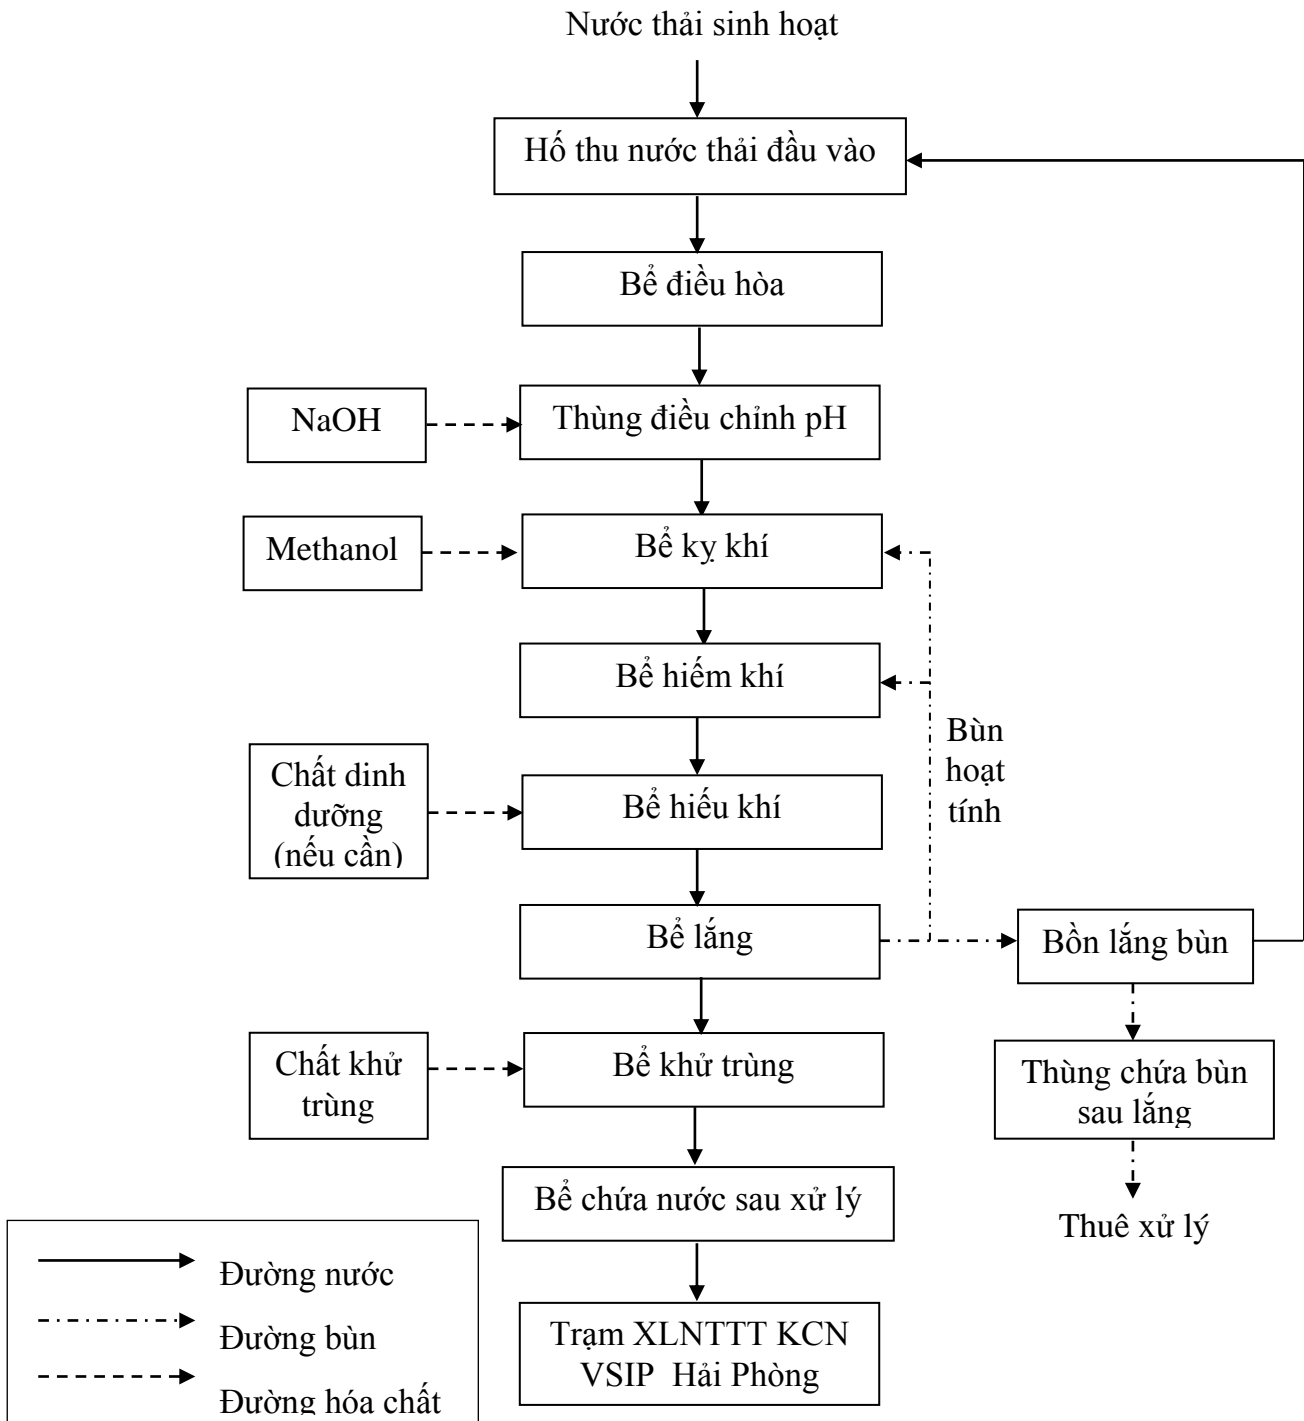 Nước thải sinh hoạt
Hố thu nước thải đầu vào
Bể điều hòa
NaOH
Thùng điều chỉnh pH
Methanol
Bể kỵ khí
Bể hiếm khí
Bùn
hoạt
tính
Chất dinh
dưỡng
(nếu cần)
Bể hiếu khí
Bể lắng
Bồn lắng bùn
Chất khử
trùng
Bể khử trùng
Thùng chứa bùn
sau lắng
Bể chứa nước sau xử lý
Thuê xử lý
Trạm XLNTTT KCN
VSIP Hải Phòng
Đường nước
Đường bùn
Đường hóa chất